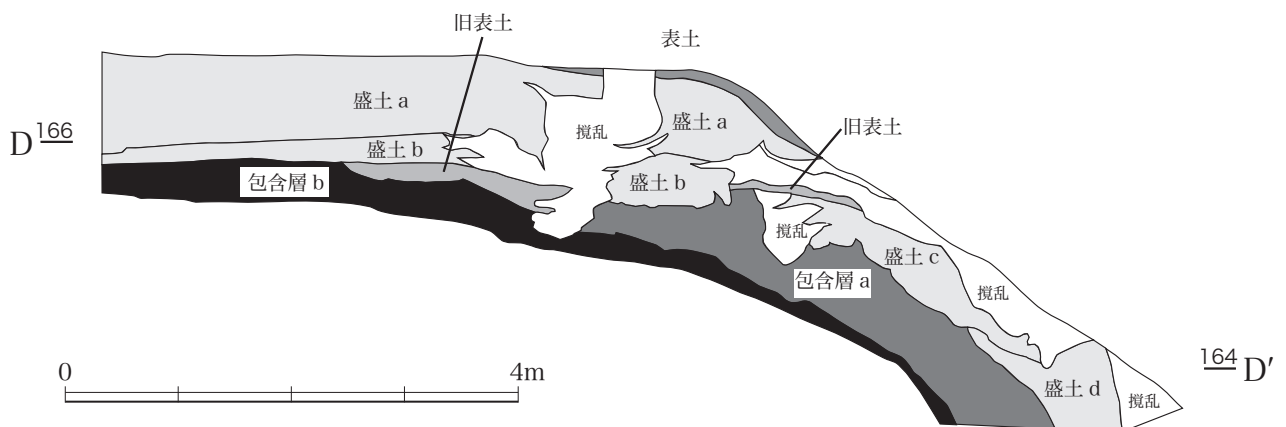 旧表土
表土
盛土 a
盛土 a
旧表土
D 166
撹乱
盛土 b
盛土 b
包含層 b
撹乱
盛土 c
包含層 a
撹乱
164 D′
0 4m
盛土 d
撹乱